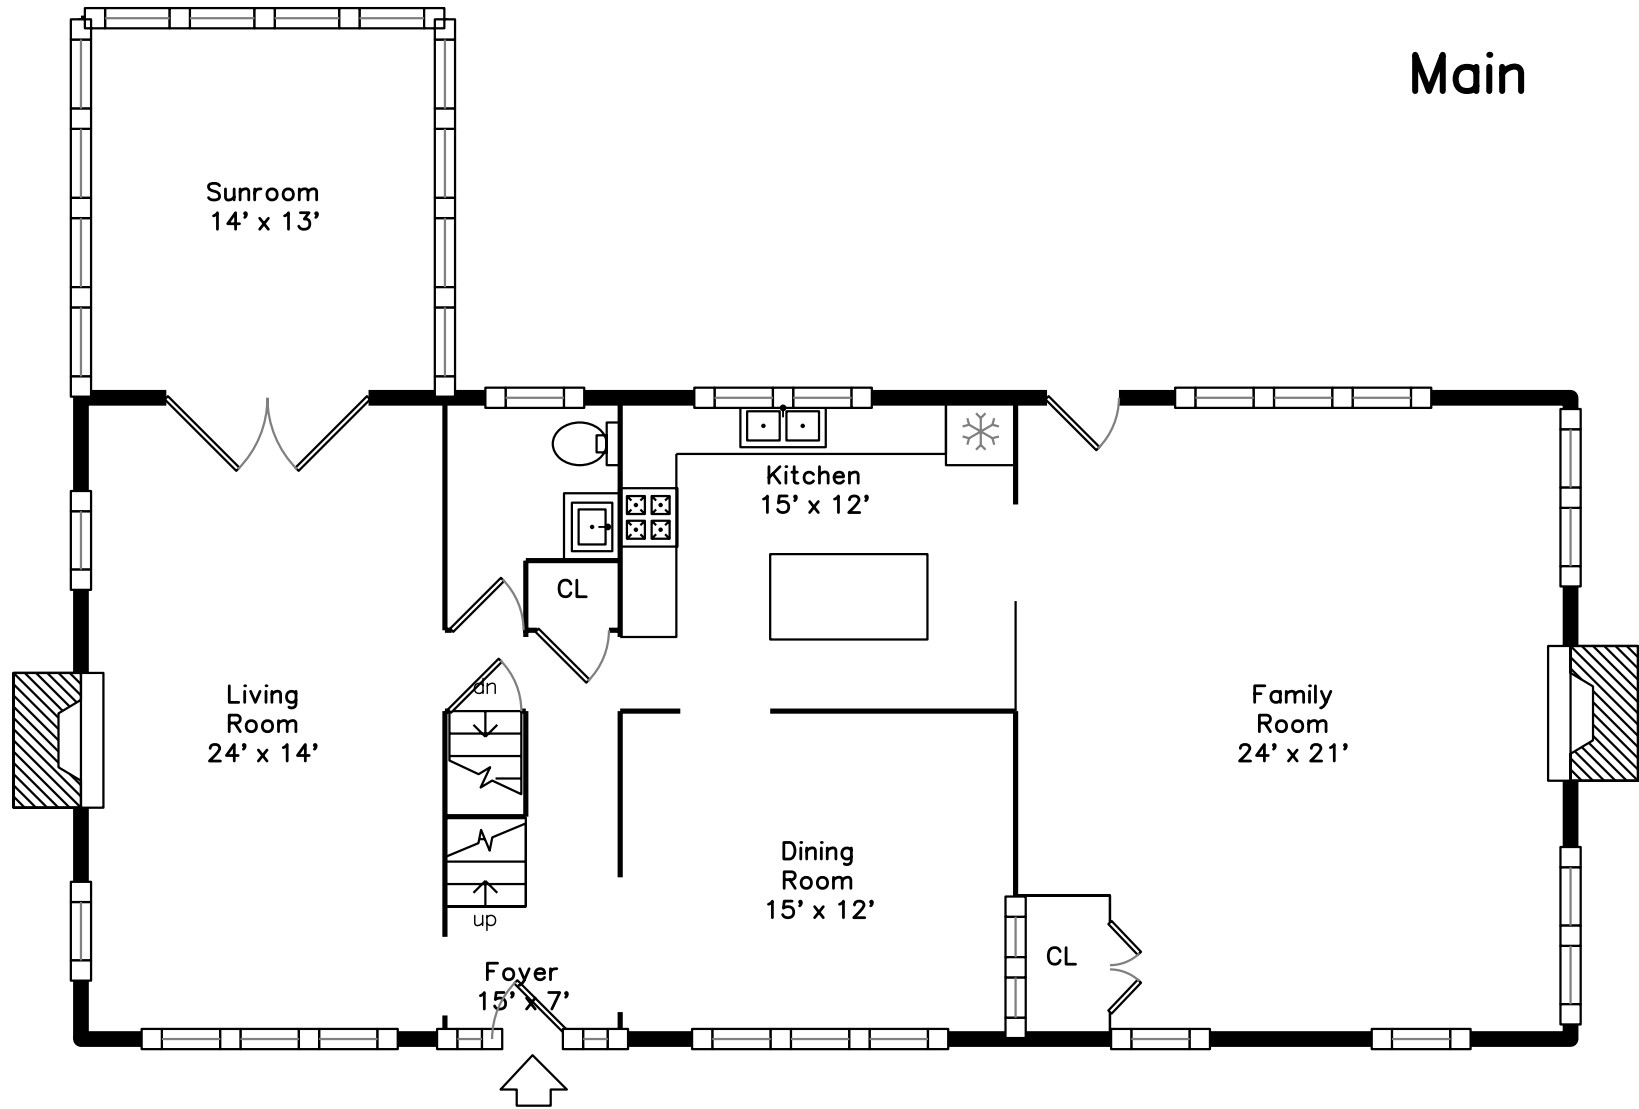 Main
Sunroom
14' x 13'
Kitchen
15' x 12'
CL
dn
Living
Room
24' x 14'
Family
Room
24' x 21'
Dining
Room
15' x 12'
up
CL
Foyer
15' x 7'